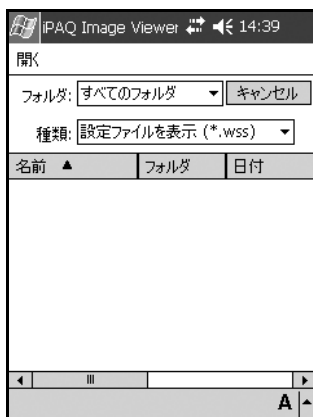 iPAQ Image Viewer 14:39
開く
フォルダ: すべてのフォルダ キャンセル
種類: 設定ファイルを表示 (*.wss)
名前 ▲ フォルダ 日付
A